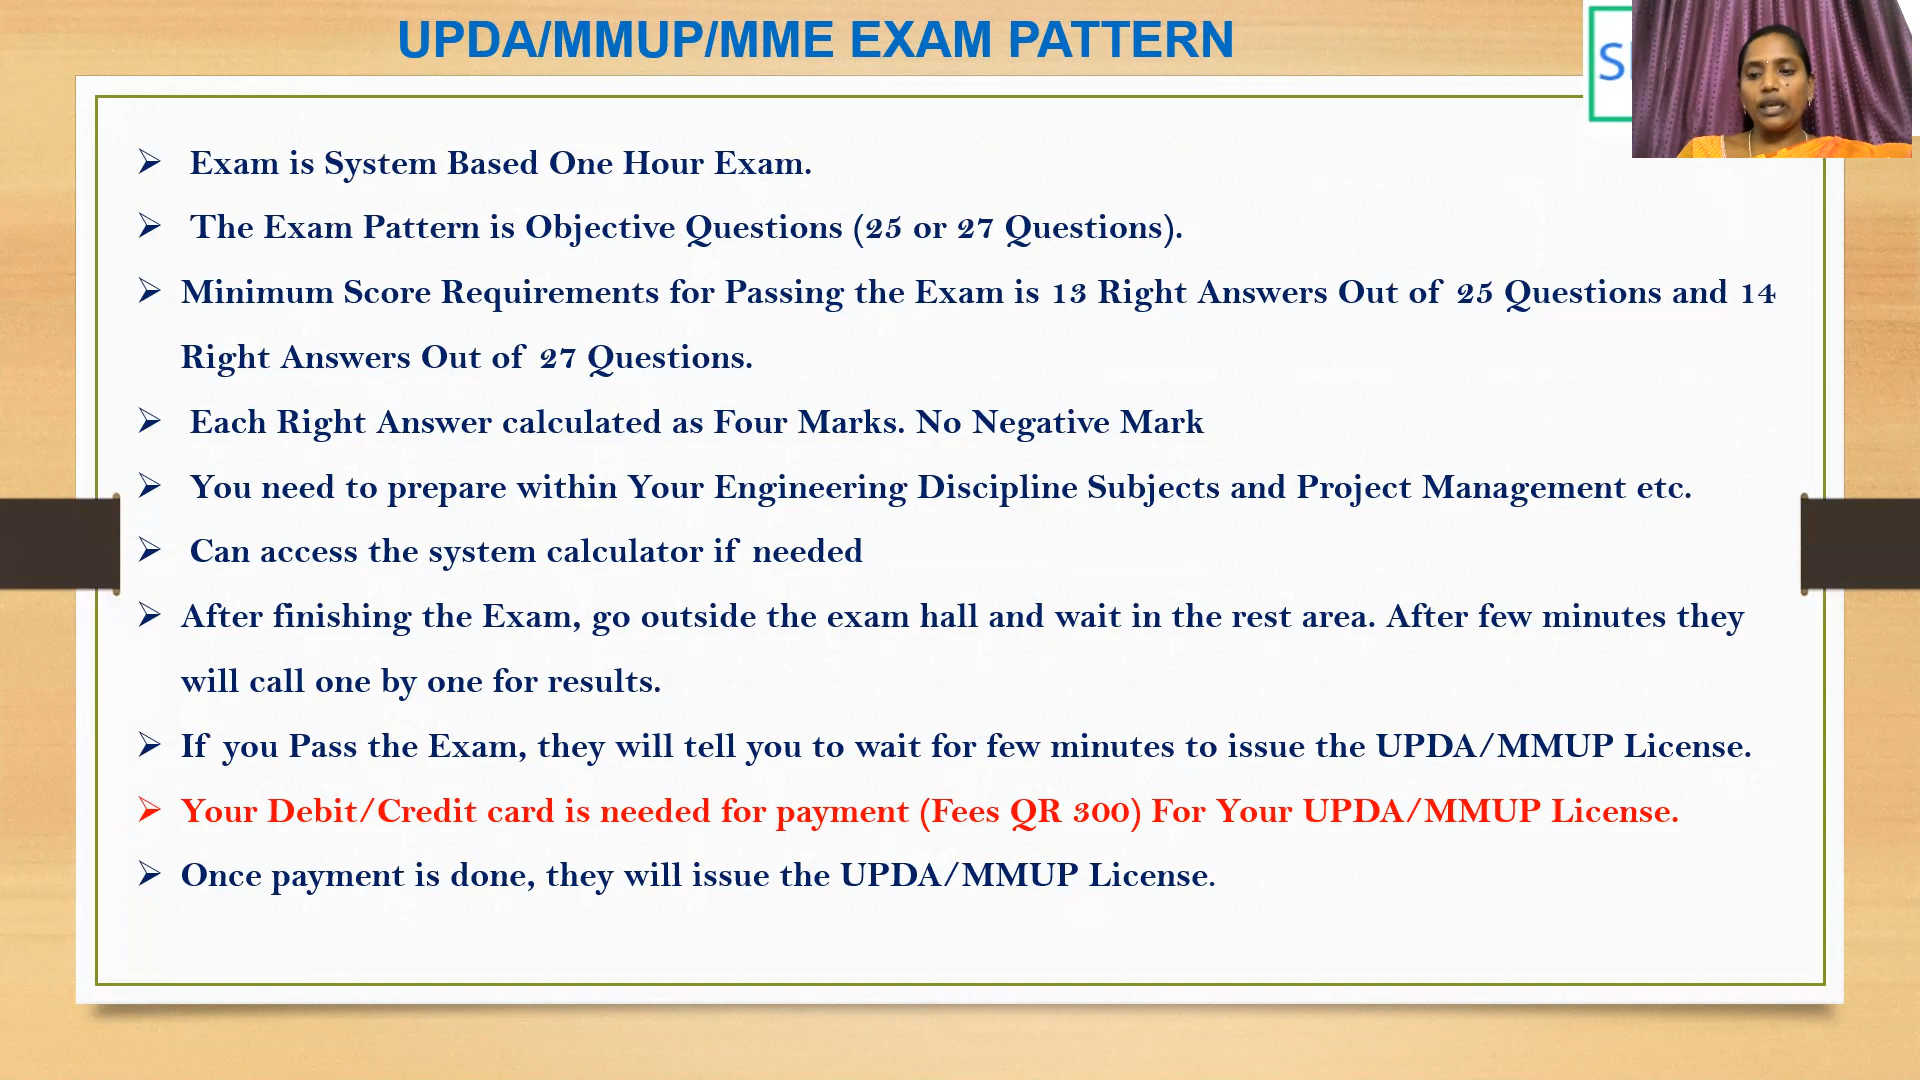 UPDA/MMUP/MME EXAM PATTERN
➢ Exam is System Based One Hour Exam.
➢ The Exam Pattern is Objective Questions (25 or 27 Questions).
➢ Minimum Score Requirements for Passing the Exam is 13 Right Answers Out of 25 Questions and 14
Right Answers Out of 27 Questions.
➢ Each Right Answer calculated as Four Marks. No Negative Mark
➢ You need to prepare within Your Engineering Discipline Subjects and Project Management etc.
➢ Can access the system calculator if needed
➢ After finishing the Exam, go outside the exam hall and wait in the rest area. After few minutes they
will call one by one for results.
➢ If you Pass the Exam, they will tell you to wait for few minutes to issue the UPDA/MMUP License.
➢ Your Debit/Credit card is needed for payment (Fees QR 300) For Your UPDA/MMUP License.
➢ Once payment is done, they will issue the UPDA/MMUP License.